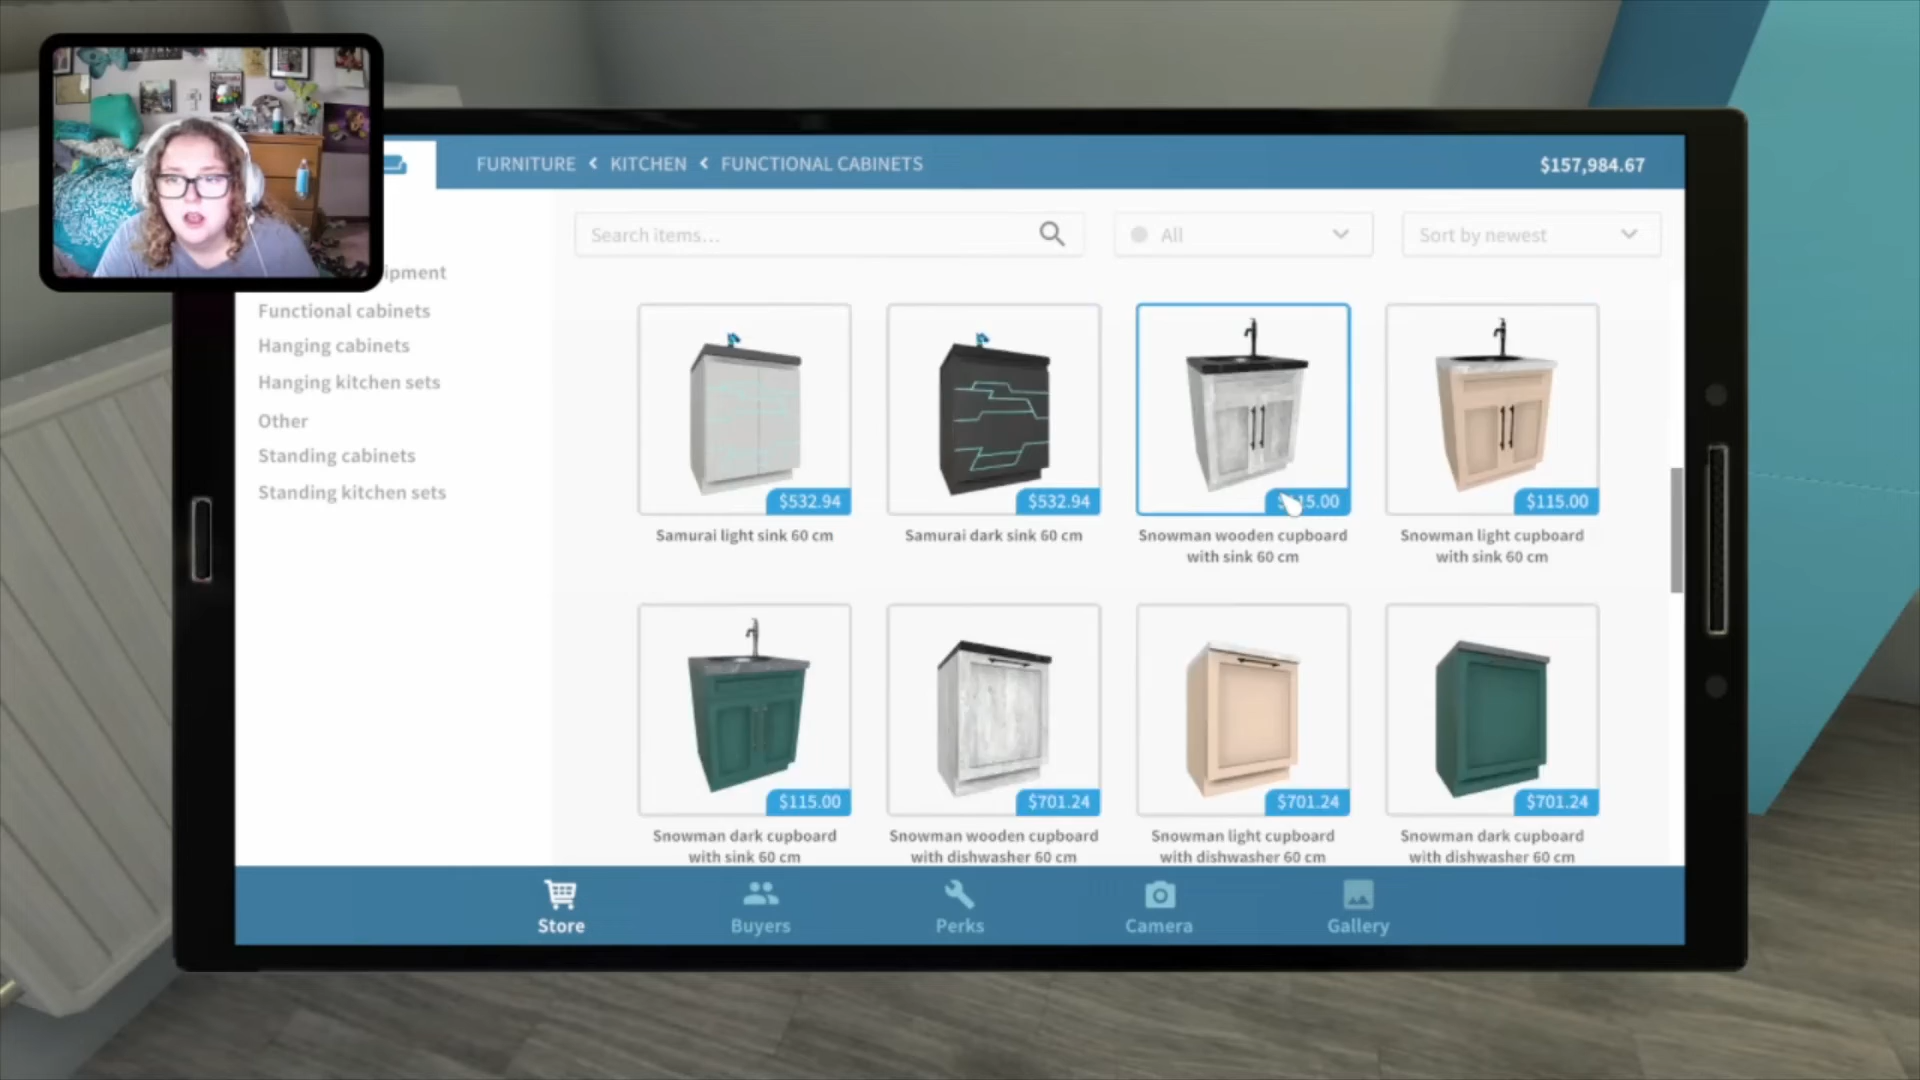 FURNITURE < KITCHEN < FUNCTIONAL CABINETS
$157,984.67
Search items...
All
Sort by newest
Functional cabinets
Hanging cabinets
Hanging kitchen sets
Other
Standing cabinets
Standing kitchen sets
$532.94
$532.94
$115.00
Samurai light sink 60 cm
Samurai dark sink 60 cm
Snowman wooden cupboard
with sink 60 cm
Snowman light cupboard
with sink 60 cm
$115.00
$701.24
$701.24
$701.24
Snowman dark cupboard
with sink 60 cm
Snowman wooden cupboard
with dishwasher 60 cm
Snowman light cupboard
with dishwasher 60 cm
Snowman dark cupboard
with dishwasher 60 cm
Store
Buyers
Perks
Camera
Gallery